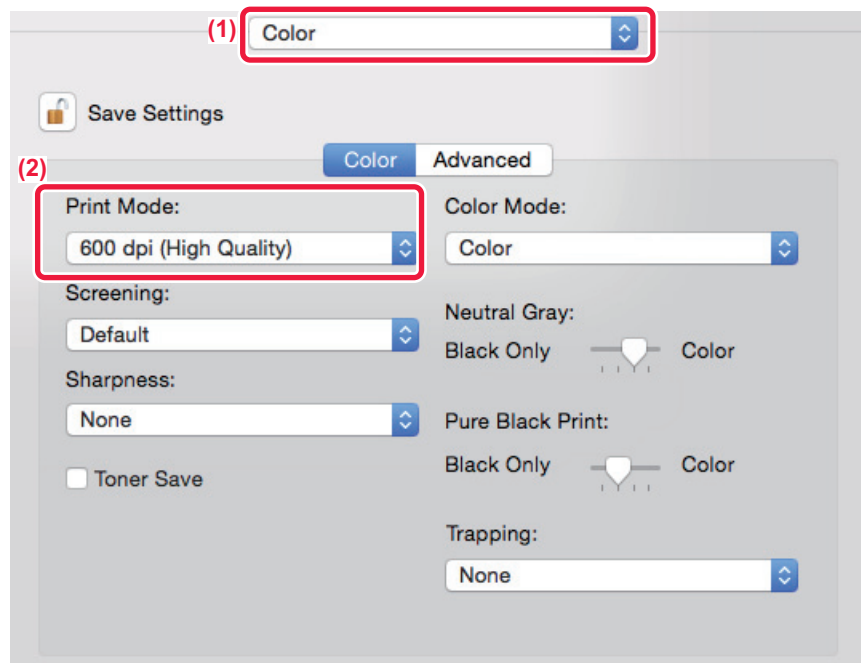 (1)
Color
Save Settings
Color Advanced
(2)
Print Mode:
600 dpi (High Quality)
Screening:
Default
Sharpness:
None
Toner Save
Color Mode:
Color
Neutral Gray:
Black Only Color
Pure Black Print:
Black Only Color
Trapping:
None